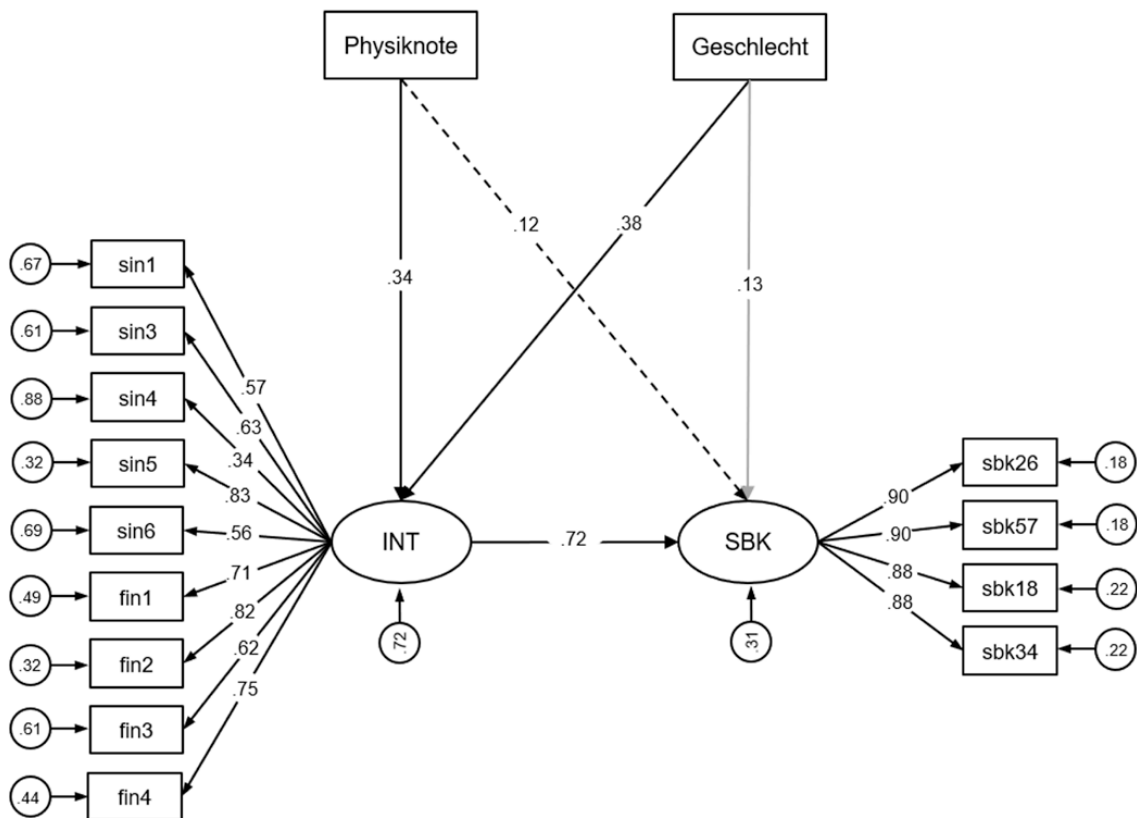 Physiknote
Geschlecht
.12
.38
.34
.13
.67
sin1
.61
sin3
.88
sin4
.32
sin5
.69
sin6
.49
fin1
.32
fin2
.61
fin3
.44
fin4
.57
.63
.34
.83
.56
.71
.82
.62
.75
INT
.72
SBK
.72
.31
.90
.90
.88
.88
sbk26
.18
sbk57
.18
sbk18
.22
sbk34
.22